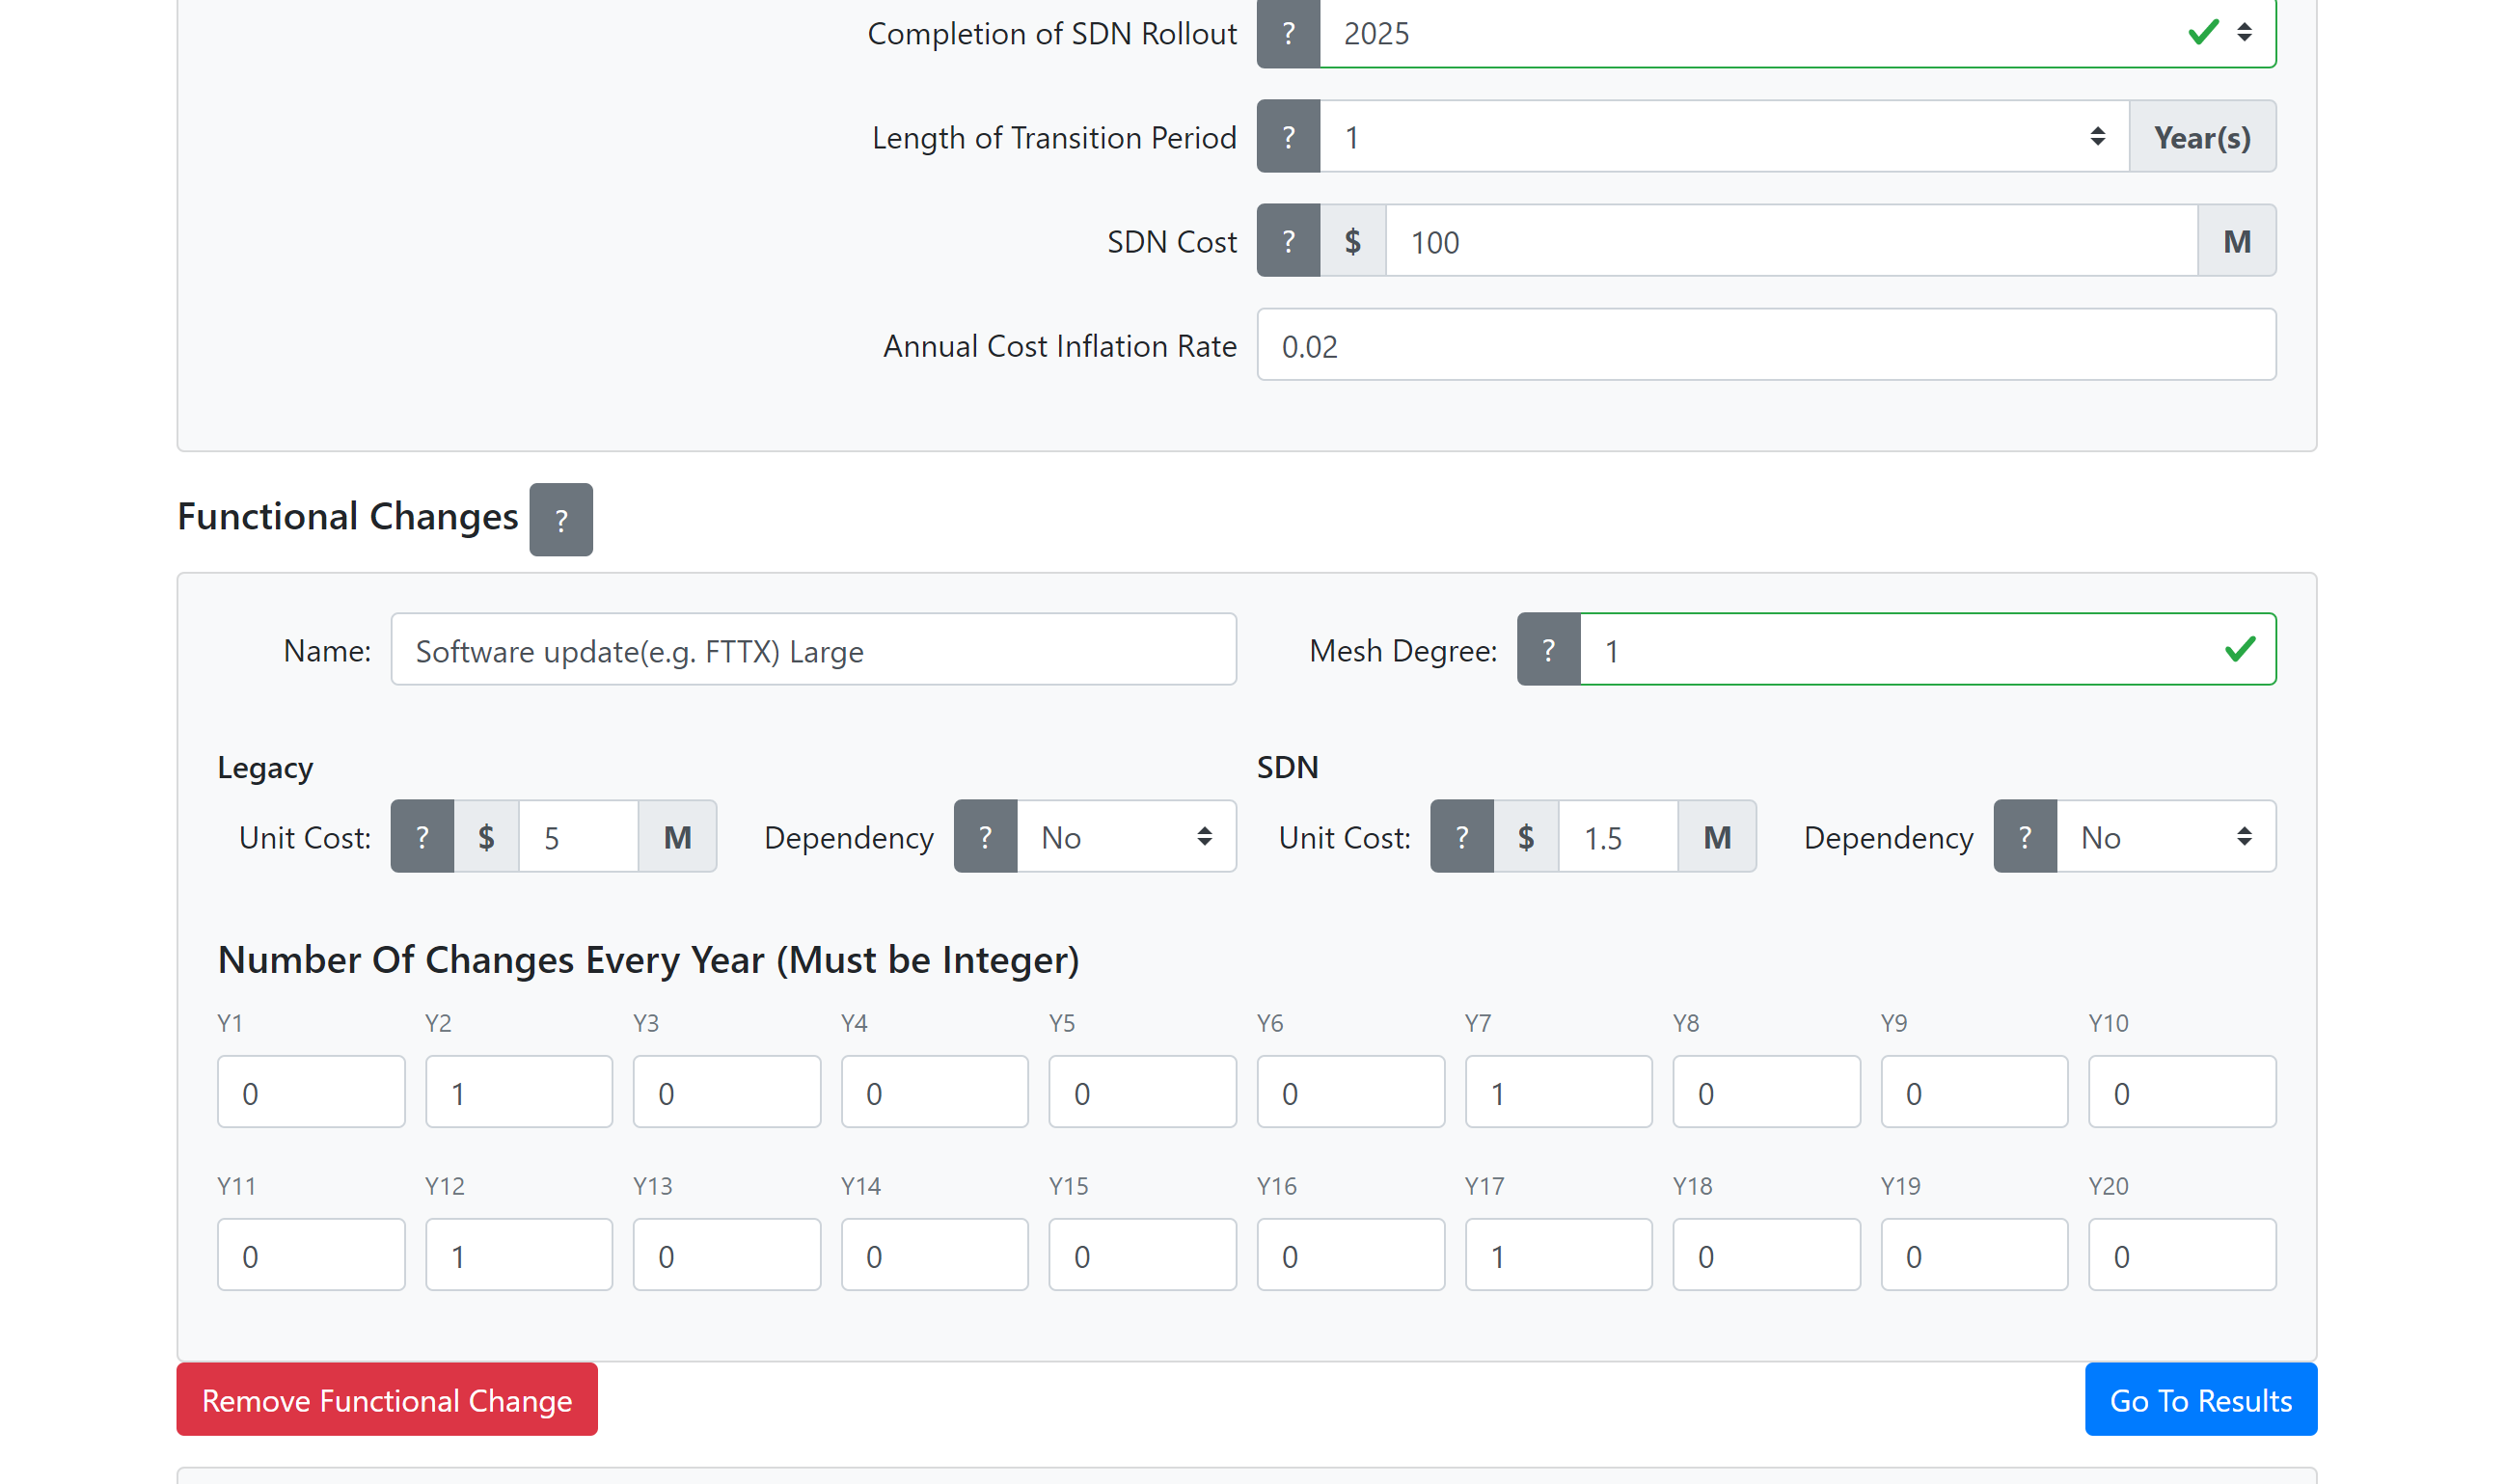 Completion of SDN Rollout ? 2025
Length of Transition Period ? 1 Year(s)
SDN Cost ? $ 100 M
Annual Cost Inflation Rate 0.02
Functional Changes ?
Name: Software update(e.g. FTTX) Large Mesh Degree: ? 1
Legacy SDN
Unit Cost: ? $ 5 M Dependency ? No Unit Cost: ? $ 1.5 M Dependency ? No
Number Of Changes Every Year (Must be Integer)
Y1 Y2 Y3 Y4 Y5 Y6 Y7 Y8 Y9 Y10
0 1 0 0 0 0 1 0 0 0
Y11 Y12 Y13 Y14 Y15 Y16 Y17 Y18 Y19 Y20
0 1 0 0 0 0 1 0 0 0
Remove Functional Change Go To Results